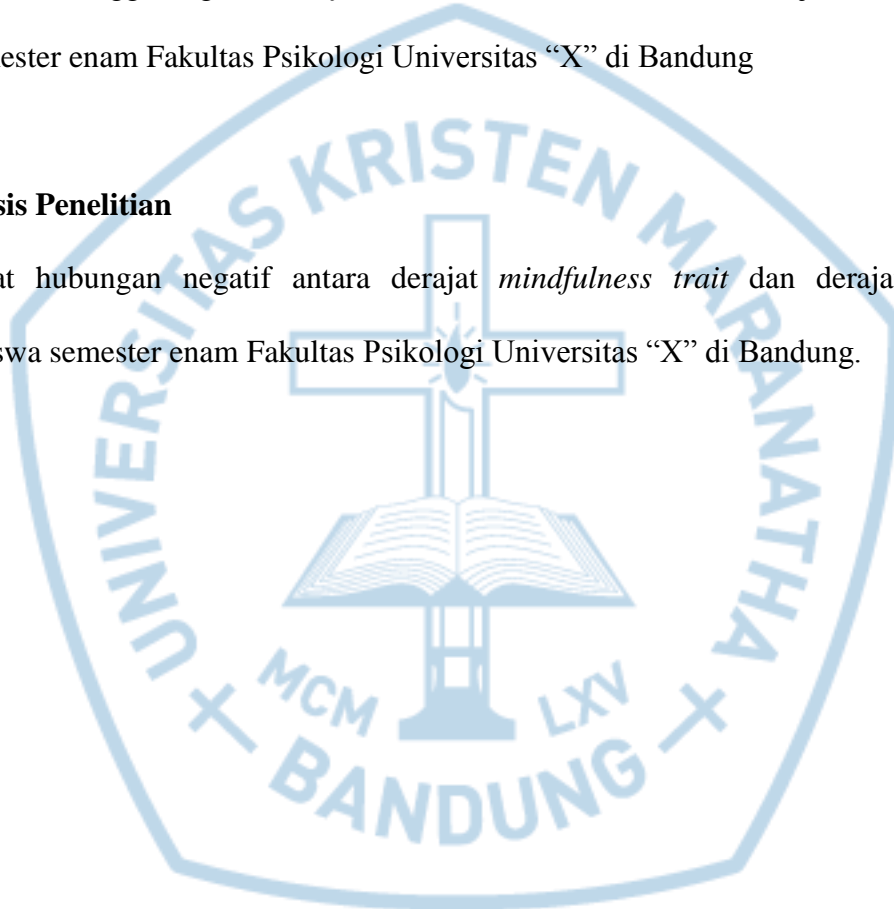 ester enam Fakultas Psikologi Universitas “X” di Bandung
sis Penelitian
at hubungan negatif antara derajat mindfulness trait dan deraja
swa semester enam Fakultas Psikologi Universitas “X” di Bandung.
UNIVERSITAS KRISTEN MARANATHA
MCM LXV
BANDUNG